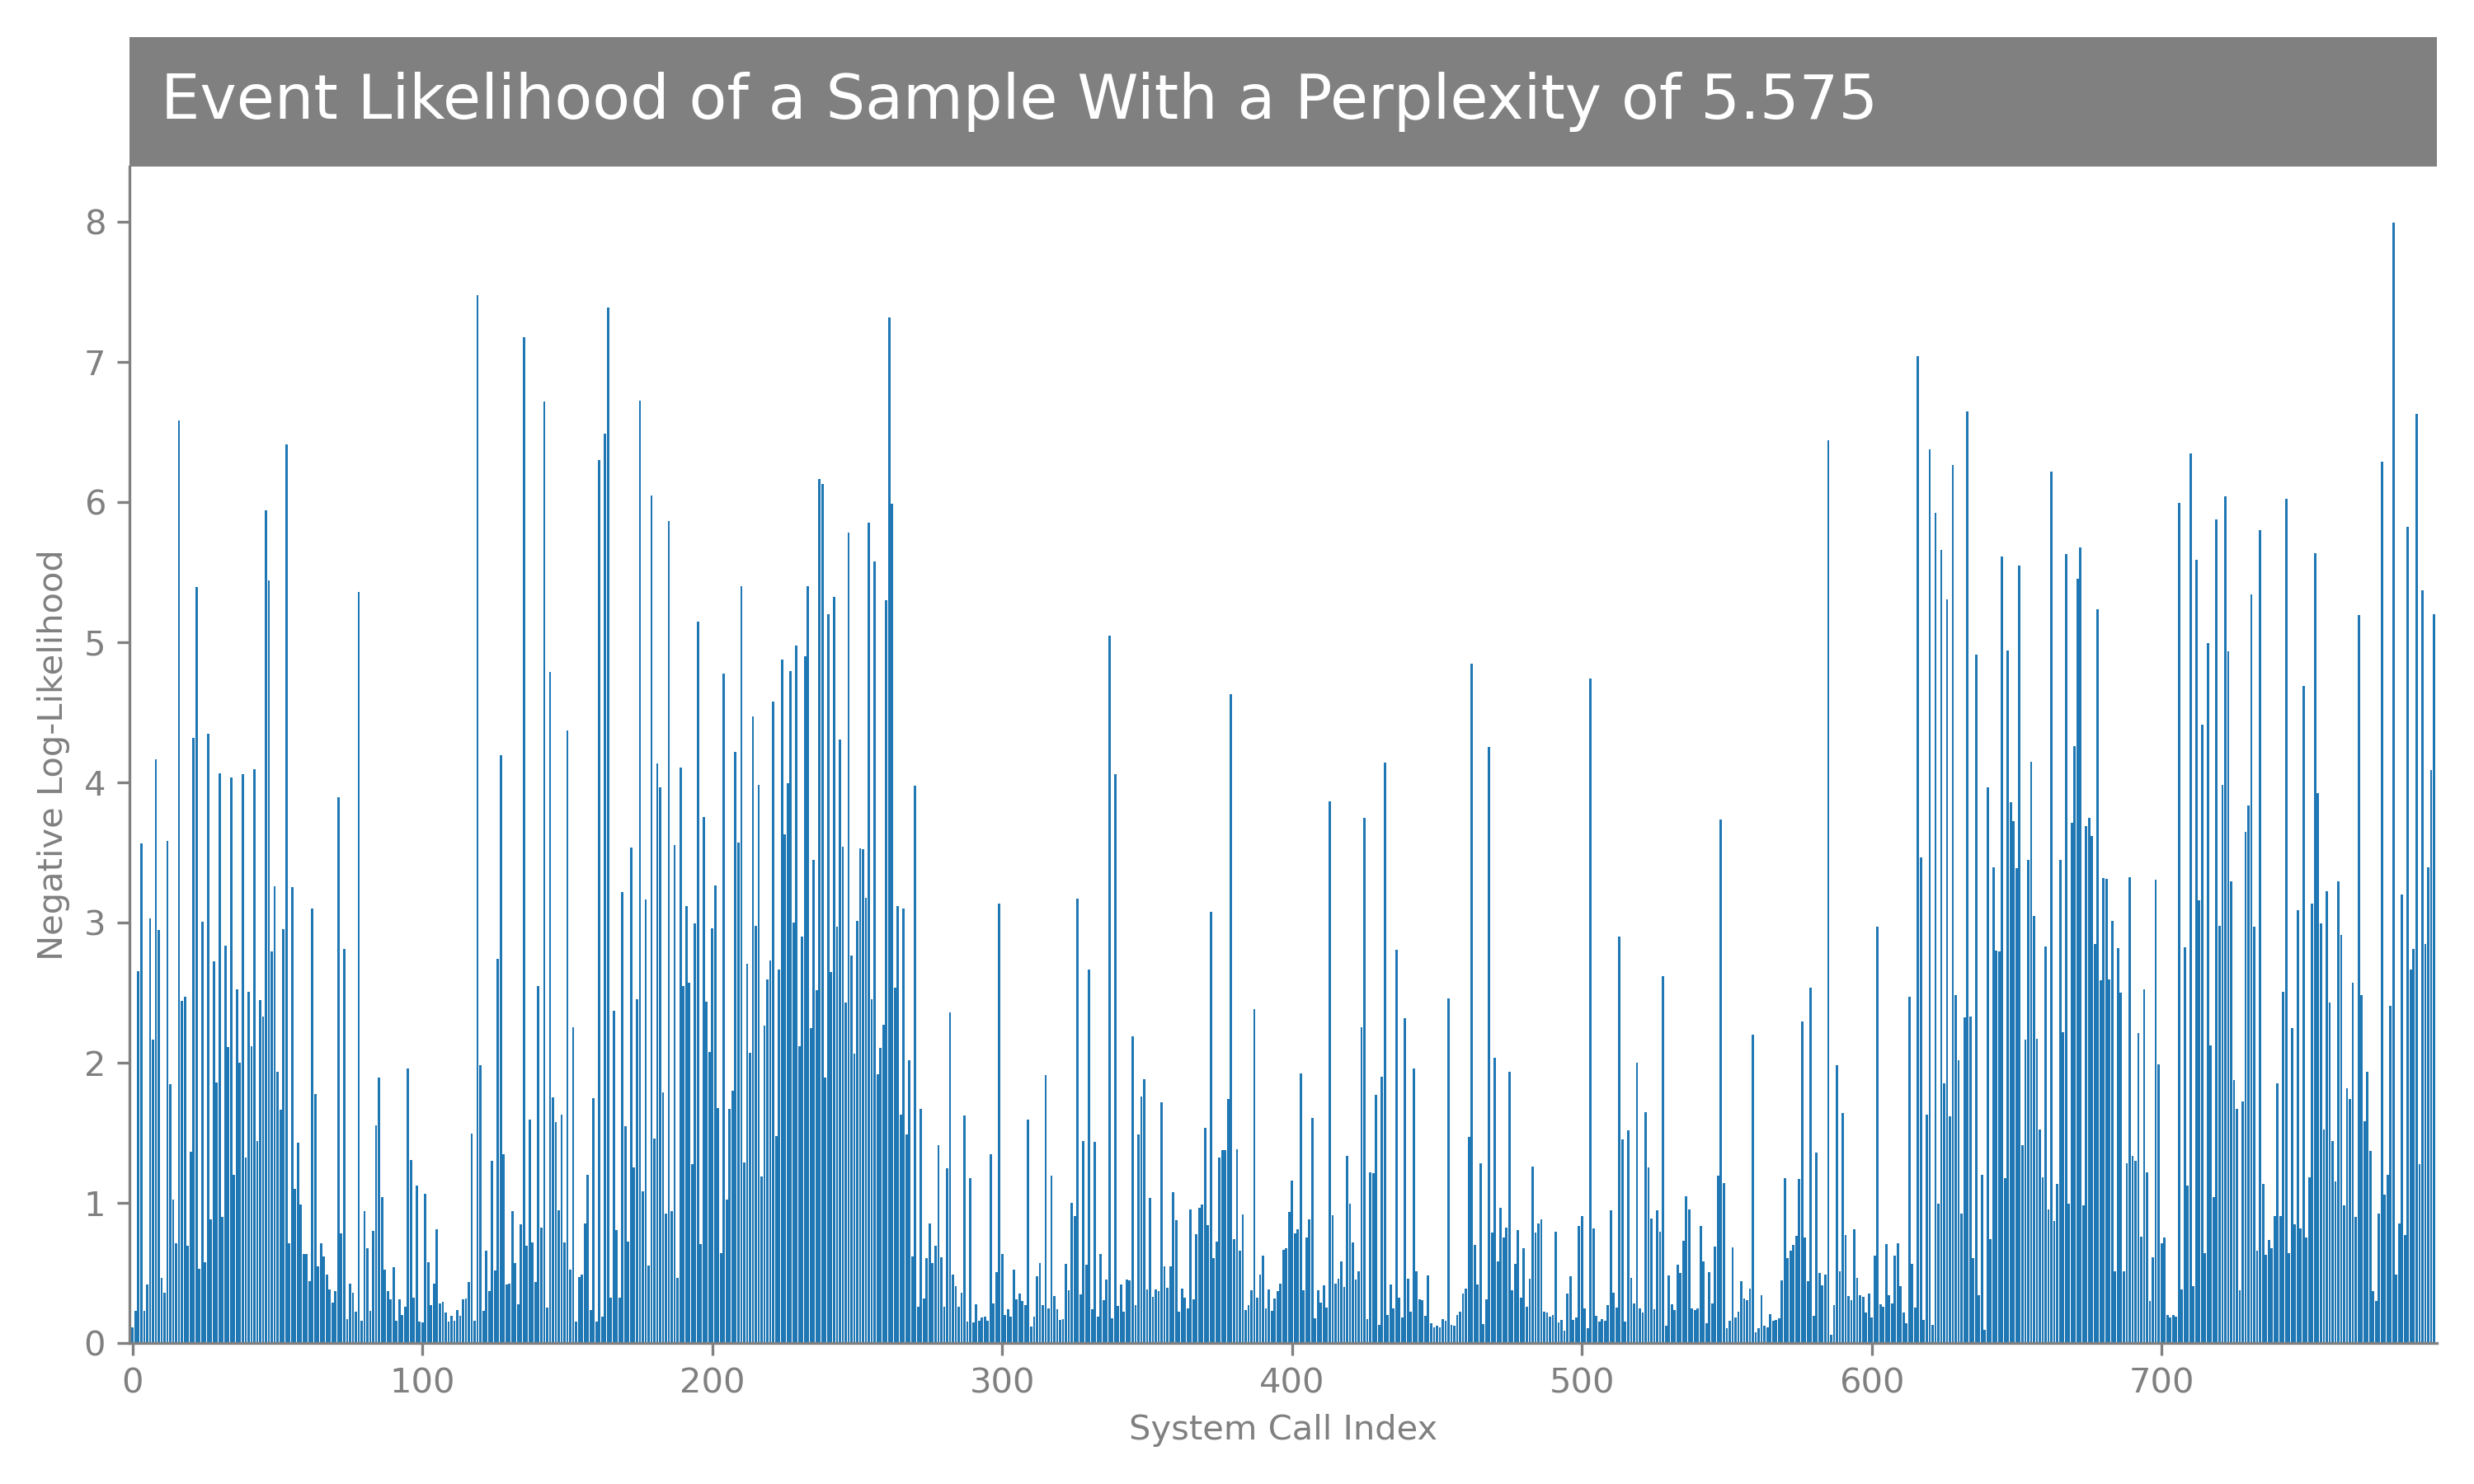 Event Likelihood of a Sample With a Perplexity of 5.575
8
7
6
5
4
3
2
1
0
Negative Log-Likelihood
0 100 200 300 400 500 600 700
System Call Index